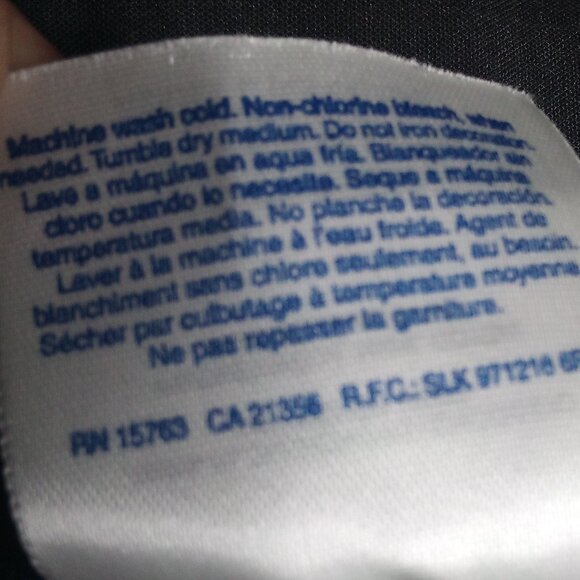 Machine wash cold. Non-chlorine bleach, when
needed. Tumble dry medium. Do not iron decoration.
Lave a máquina en agua fría. Blanqueador sin
cloro cuando lo necesite. Seque a máquina
temperatura media. No planche la decoración.
Laver à la machine à l'eau froide. Agent de
blanchiment sans chlore seulement, au besoin.
Sécher par culbutage à température moyenne.
Ne pas repasser la garniture.
RN 15763 CA 21356 R.F.C.: SLK 971216